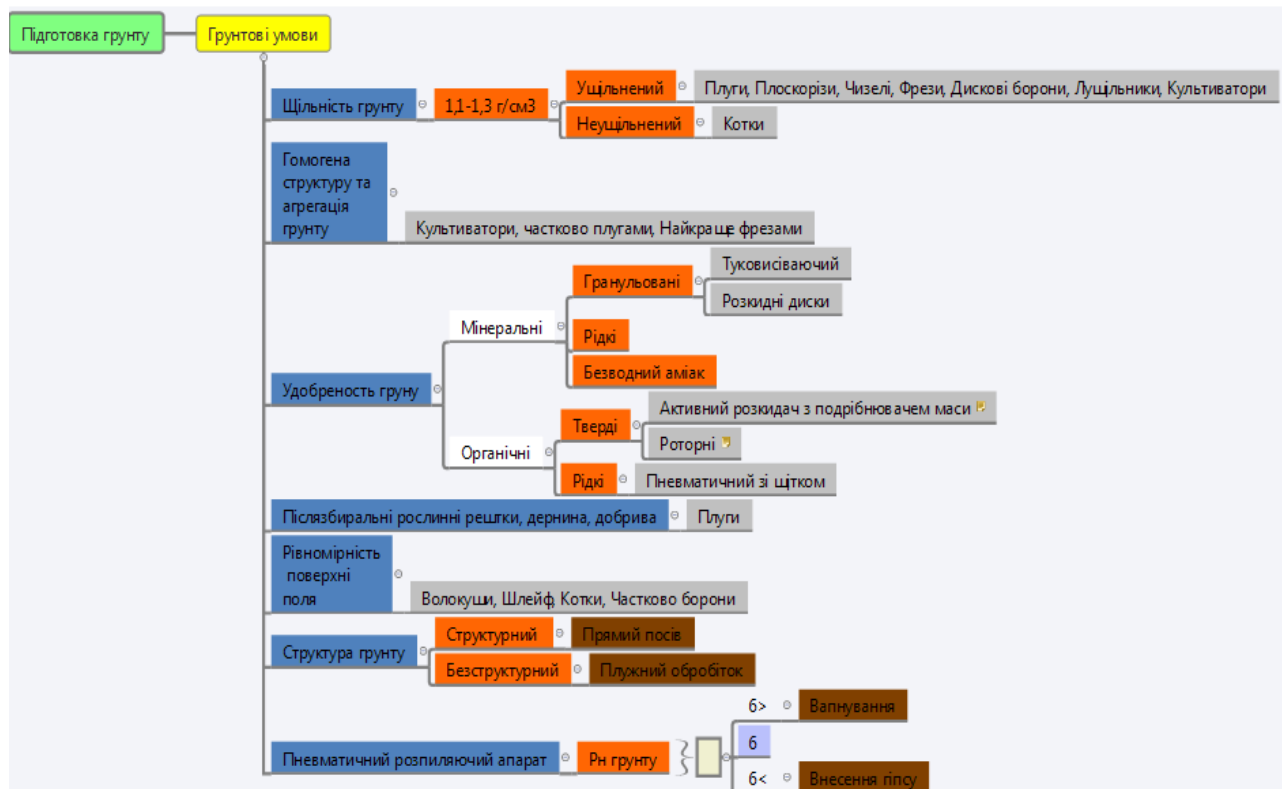 Підготовка грунту
Грунтові умови
Щільність грунту
1,1-1,3 г/см3
Ущільнений
Плуги, Плоскорізи, Чизелі, Фрези, Дискові борони, Лущільники, Культиватори
Неущільнений
Котки
Гомогена
структуру та
агрегація
грунту
Культиватори, частково плугами, Найкраще фрезами
Удобреность груну
Мінеральні
Гранульовані
Туковисіваючий
Розкидні диски
Рідкі
Безводний аміак
Органічні
Тверді
Активний розкидач з подрібнювачем маси
Роторні
Рідкі
Пневматичний зі щітком
Післязбиральні рослинні рештки, дернина, добрива
Плуги
Рівномірність
поверхні
поля
Волокуши, Шлейф, Котки, Частково борони
Структура грунту
Структурний
Прямий посів
Безструктурний
Плужний обробіток
Пневматичний розпиляючий апарат
Рн грунту
6>
Вапнування
6
6<
Внесення гіпсу